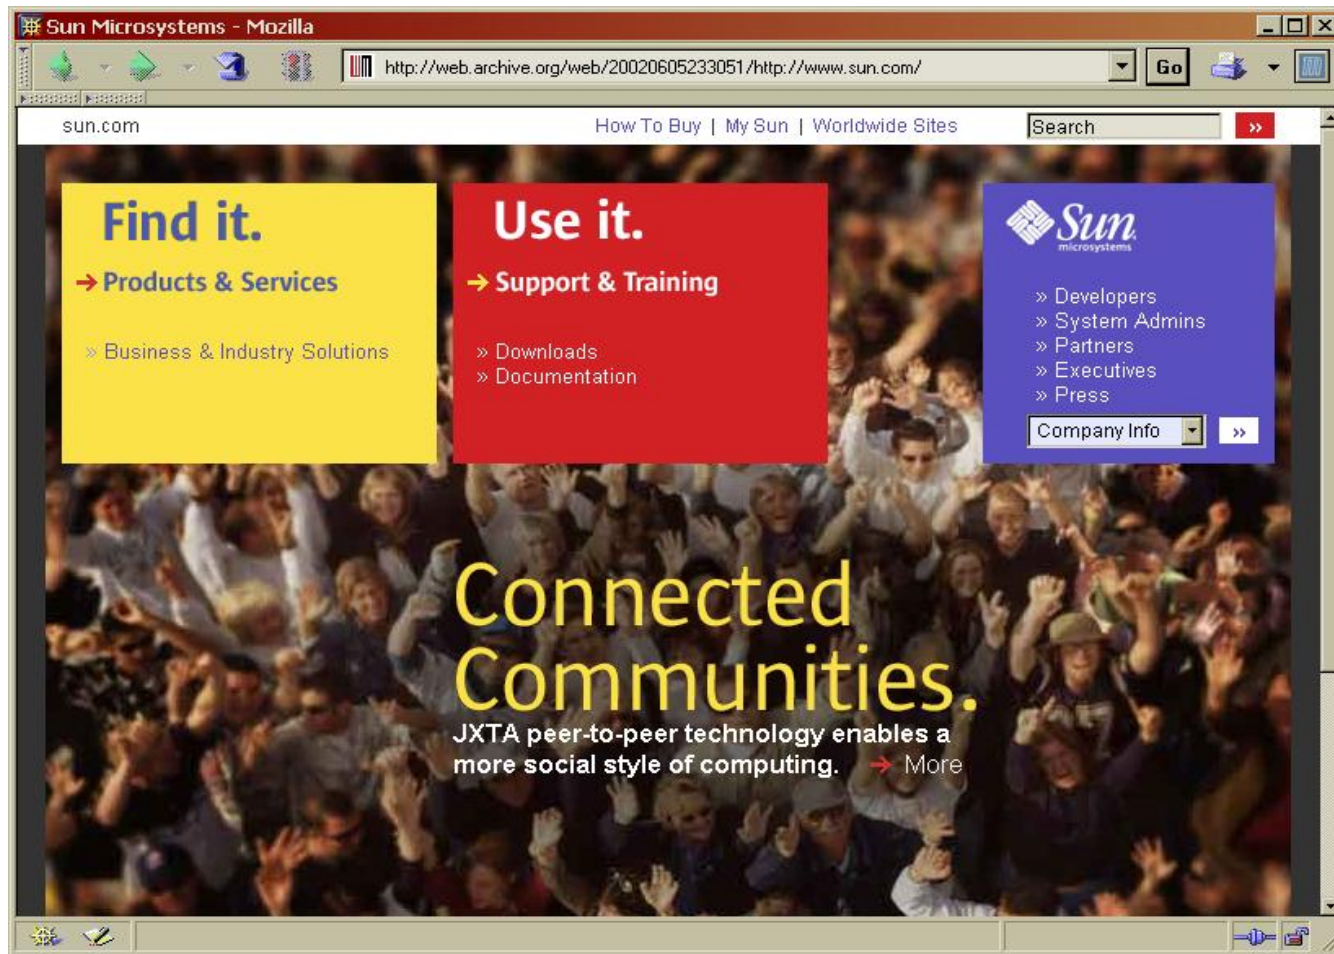 Sun Microsystems - Mozilla
http://web.archive.org/web/20020605233051/http://www.sun.com/
Go
sun.com
How To Buy | My Sun | Worldwide Sites
Search
»
Find it.
→ Products & Services
» Business & Industry Solutions
Use it.
→ Support & Training
» Downloads
» Documentation
Sun
microsystems
» Developers
» System Admins
» Partners
» Executives
» Press
Company Info
»
Connected
Communities.
JXTA peer-to-peer technology enables a
more social style of computing. → More